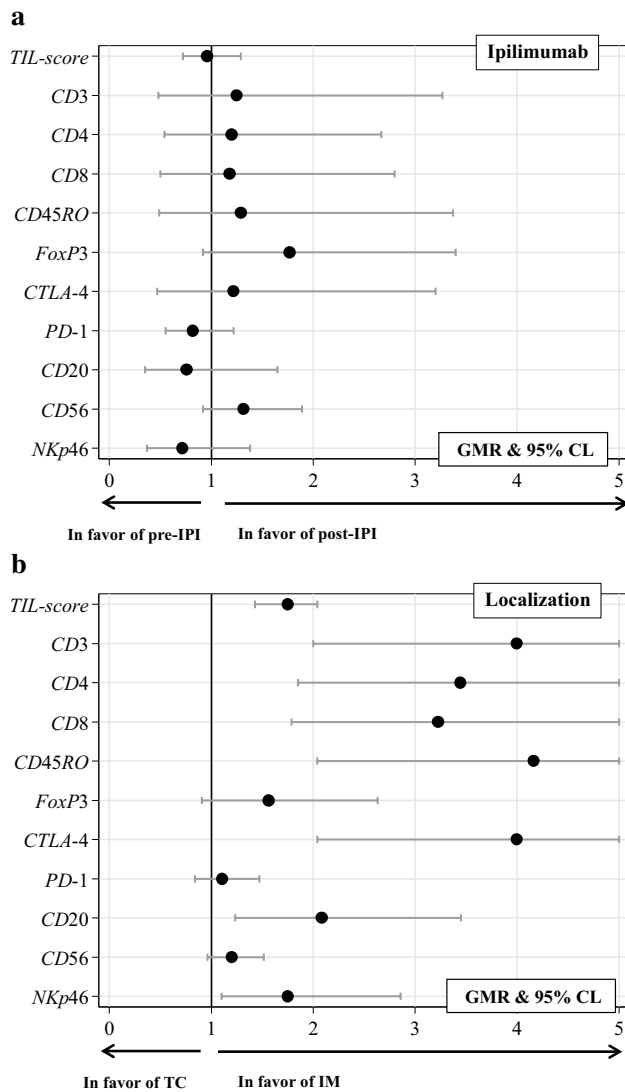 a
Ipilimumab
TIL-score
CD3
CD4
CD8
CD45RO
FoxP3
CTLA-4
PD-1
CD20
CD56
NKp46
GMR & 95% CL
0 1 2 3 4 5
In favor of pre-IPI In favor of post-IPI
b
Localization
TIL-score
CD3
CD4
CD8
CD45RO
FoxP3
CTLA-4
PD-1
CD20
CD56
NKp46
GMR & 95% CL
0 1 2 3 4 5
In favor of TC In favor of IM